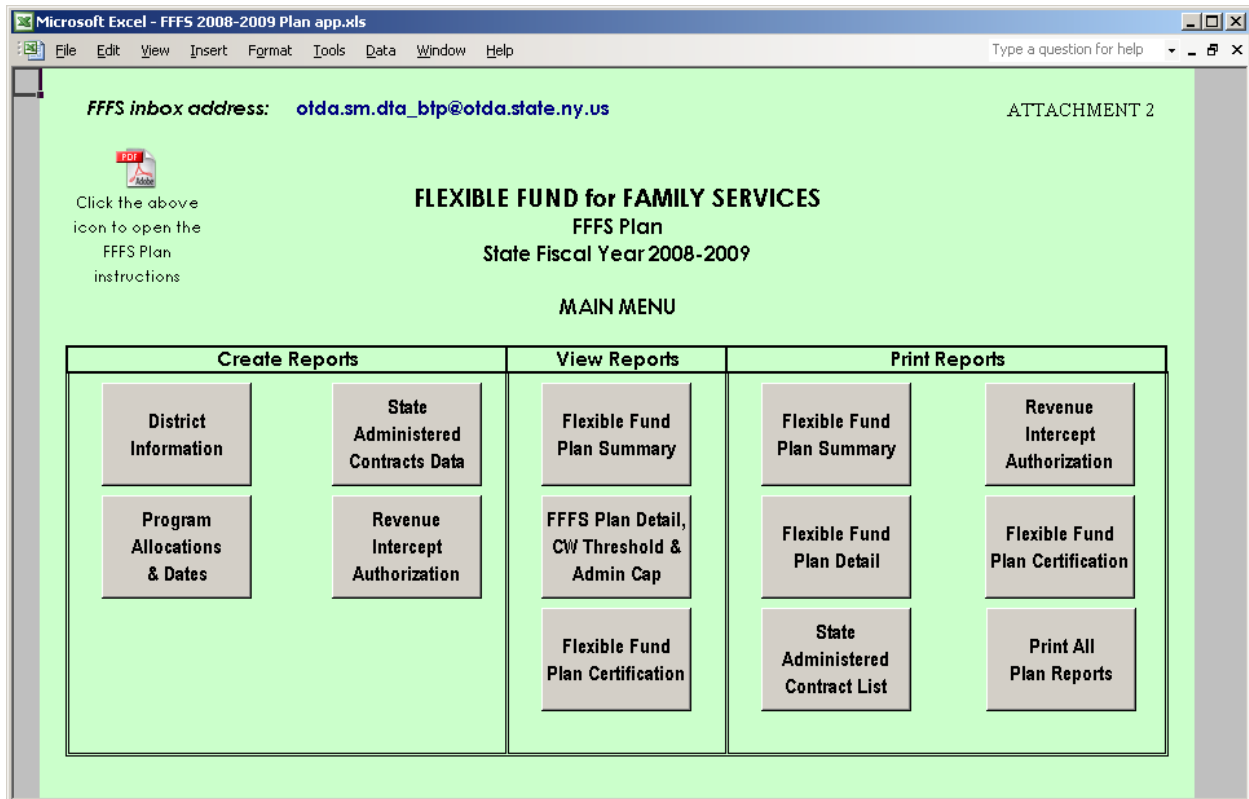 Microsoft Excel - FFFS 2008-2009 Plan app.xls
File Edit View Insert Format Tools Data Window Help
Type a question for help
FFFS inbox address: otda.sm.dta_btp@otda.state.ny.us
ATTACHMENT 2
PDF
Adobe
Click the above
icon to open the
FFFS Plan
instructions
FLEXIBLE FUND for FAMILY SERVICES
FFFS Plan
State Fiscal Year 2008-2009
MAIN MENU
Create Reports
View Reports
Print Reports
District
Information
State
Administered
Contracts Data
Flexible Fund
Plan Summary
Flexible Fund
Plan Summary
Revenue
Intercept
Authorization
Program
Allocations
& Dates
Revenue
Intercept
Authorization
FFFS Plan Detail,
CW Threshold &
Admin Cap
Flexible Fund
Plan Detail
Flexible Fund
Plan Certification
Flexible Fund
Plan Certification
State
Administered
Contract List
Print All
Plan Reports